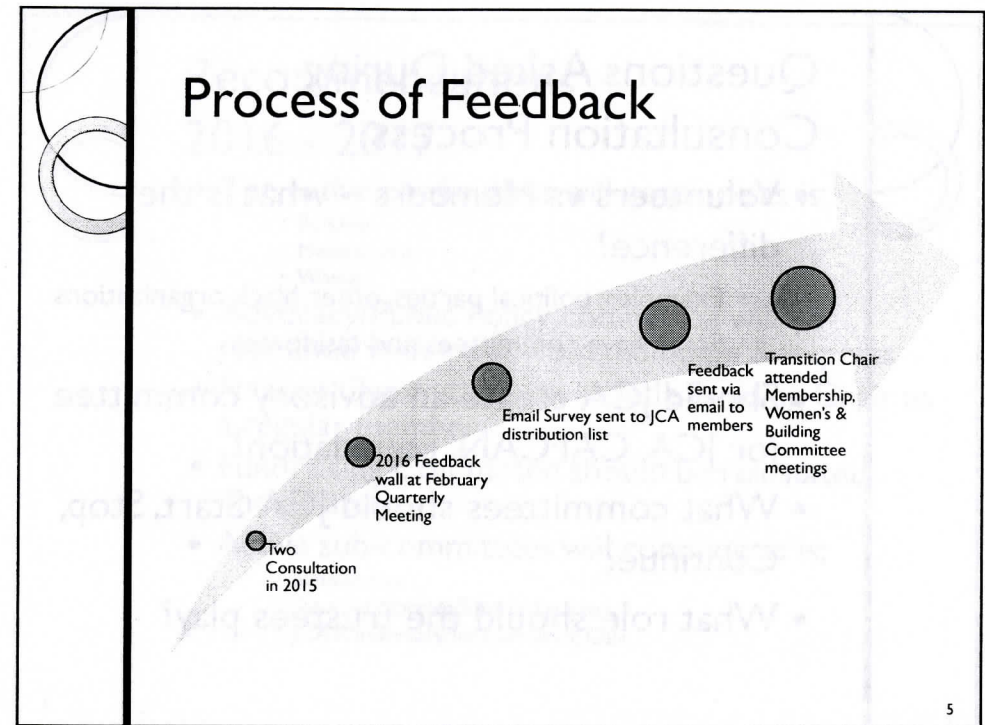 Process of Feedback
Two
Consultation
in 2015
2016 Feedback
wall at February
Quarterly
Meeting
Email Survey sent to JCA
distribution list
Feedback
sent via
email to
members
Transition Chair
attended
Membership,
Women's &
Building
Committee
meetings
5